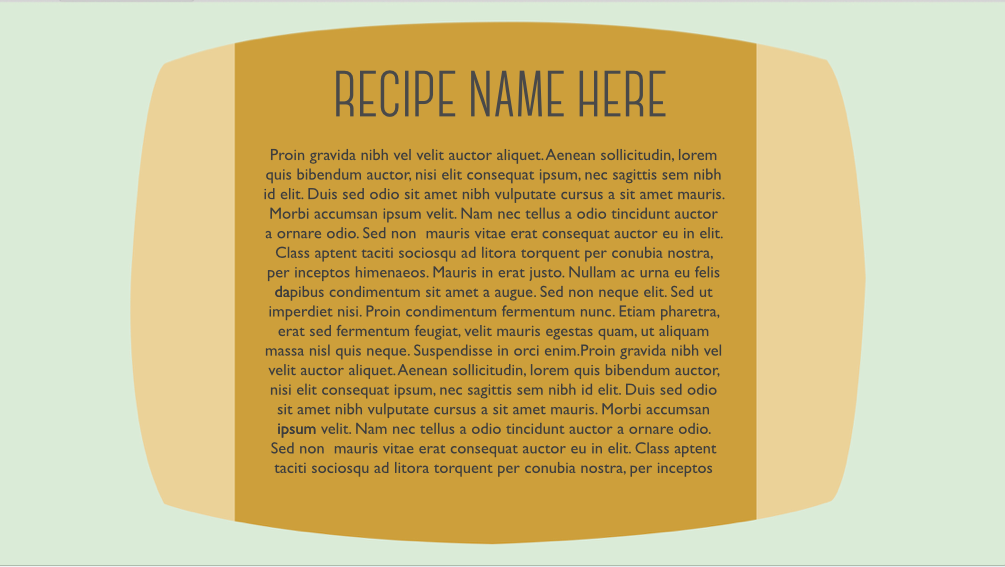 RECIPE NAME HERE
Proin gravida nibh vel velit auctor aliquet. Aenean sollicitudin, lorem
quis bibendum auctor, nisi elit consequat ipsum, nec sagittis sem nibh
id elit. Duis sed odio sit amet nibh vulputate cursus a sit amet mauris.
Morbi accumsan ipsum velit. Nam nec tellus a odio tincidunt auctor
a ornare odio. Sed non  mauris vitae erat consequat auctor eu in elit.
Class aptent taciti sociosqu ad litora torquent per conubia nostra,
per inceptos himenaeos. Mauris in erat justo. Nullam ac urna eu felis
dapibus condimentum sit amet a augue. Sed non neque elit. Sed ut
imperdiet nisi. Proin condimentum fermentum nunc. Etiam pharetra,
erat sed fermentum feugiat, velit mauris egestas quam, ut aliquam
massa nisl quis neque. Suspendisse in orci enim.Proin gravida nibh vel
velit auctor aliquet. Aenean sollicitudin, lorem quis bibendum auctor,
nisi elit consequat ipsum, nec sagittis sem nibh id elit. Duis sed odio
sit amet nibh vulputate cursus a sit amet mauris. Morbi accumsan
ipsum velit. Nam nec tellus a odio tincidunt auctor a ornare odio.
Sed non  mauris vitae erat consequat auctor eu in elit. Class aptent
taciti sociosqu ad litora torquent per conubia nostra, per inceptos